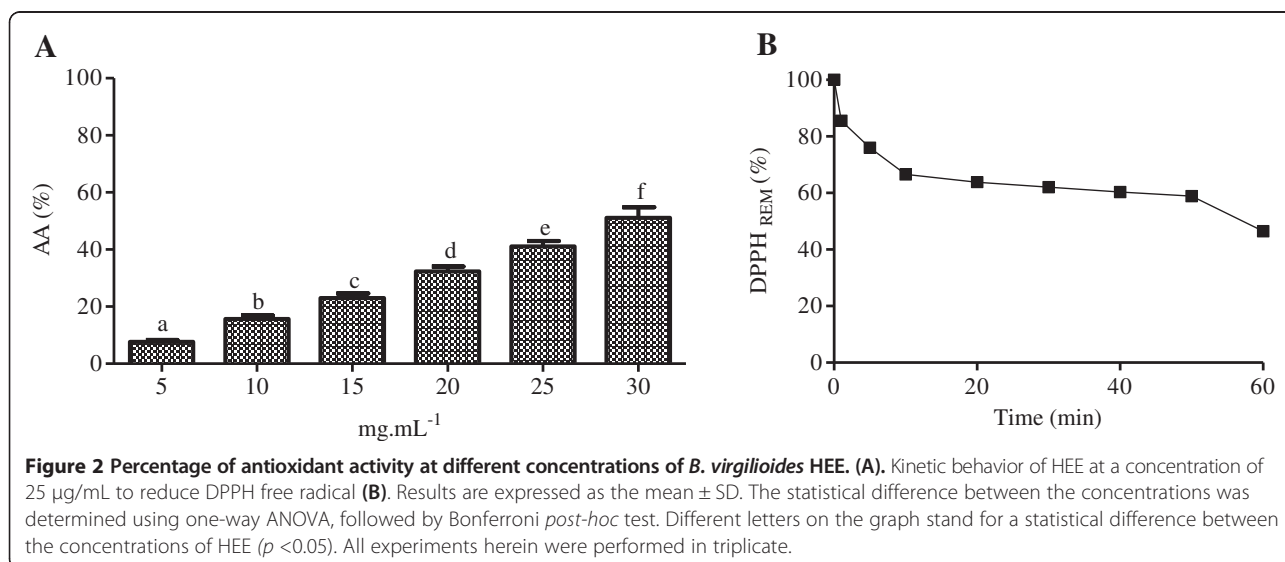 A
B
100
80
60
40
20
0
AA (%)
a
b
c
d
e
f
5 10 15 20 25 30
mg.mL⁻¹
100
80
60
40
20
0
DPPH REM (%)
0 20 40 60
Time (min)
Figure 2 Percentage of antioxidant activity at different concentrations of B. virgilioides HEE. (A). Kinetic behavior of HEE at a concentration of
25 μg/mL to reduce DPPH free radical (B). Results are expressed as the mean ± SD. The statistical difference between the concentrations was
determined using one-way ANOVA, followed by Bonferroni post-hoc test. Different letters on the graph stand for a statistical difference between
the concentrations of HEE (p <0.05). All experiments herein were performed in triplicate.